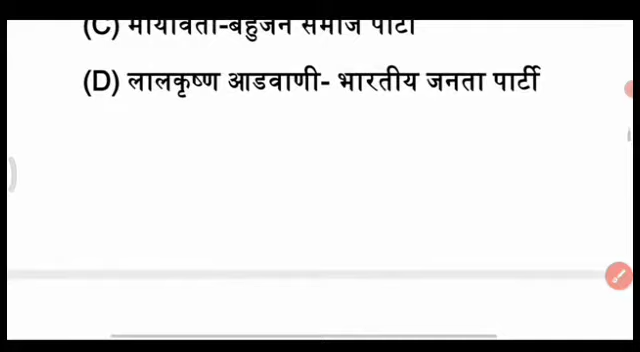 (C) मायावती-बहुजन समाज पार्टी
(D) लालकृष्ण आडवाणी- भारतीय जनता पार्टी